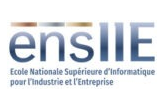 ensIIE
Ecole Nationale Supérieure d'Informatique
pour l'Industrie et l'Entreprise